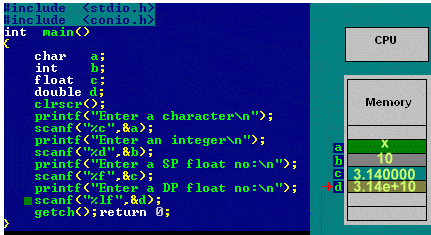 #include <stdio.h>
#include <conio.h>
int main()
{
char a;
int b;
float c;
double d;
clrscr();
printf("Enter a character\n");
scanf("%c",&a);
printf("Enter an integer\n");
scanf("%d",&b);
printf("Enter a SP float no:\n");
scanf("%f",&c);
printf("Enter a DP float no:\n");
scanf("%lf",&d);
getch();return 0;
}
CPU
Memory
a x
b 10
c 3.140000
d 3.14e+10